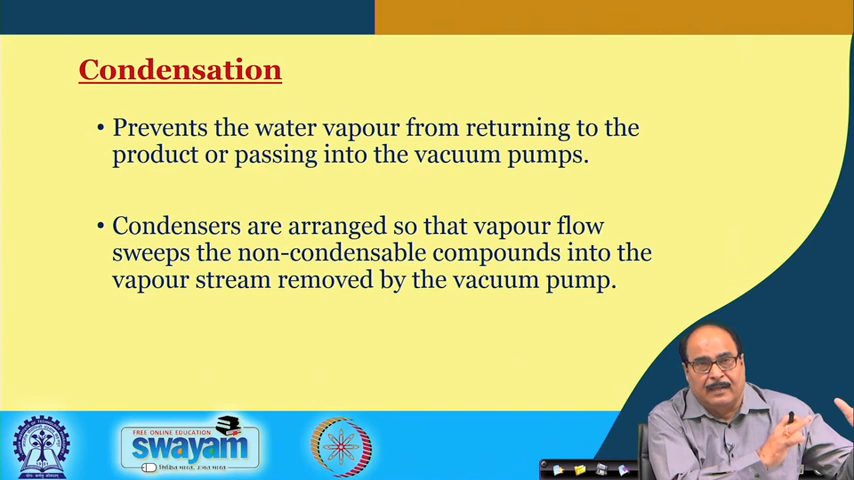 Condensation
• Prevents the water vapour from returning to the
product or passing into the vacuum pumps.
• Condensers are arranged so that vapour flow
sweeps the non-condensable compounds into the
vapour stream removed by the vacuum pump.
FREE ONLINE EDUCATION
swayam